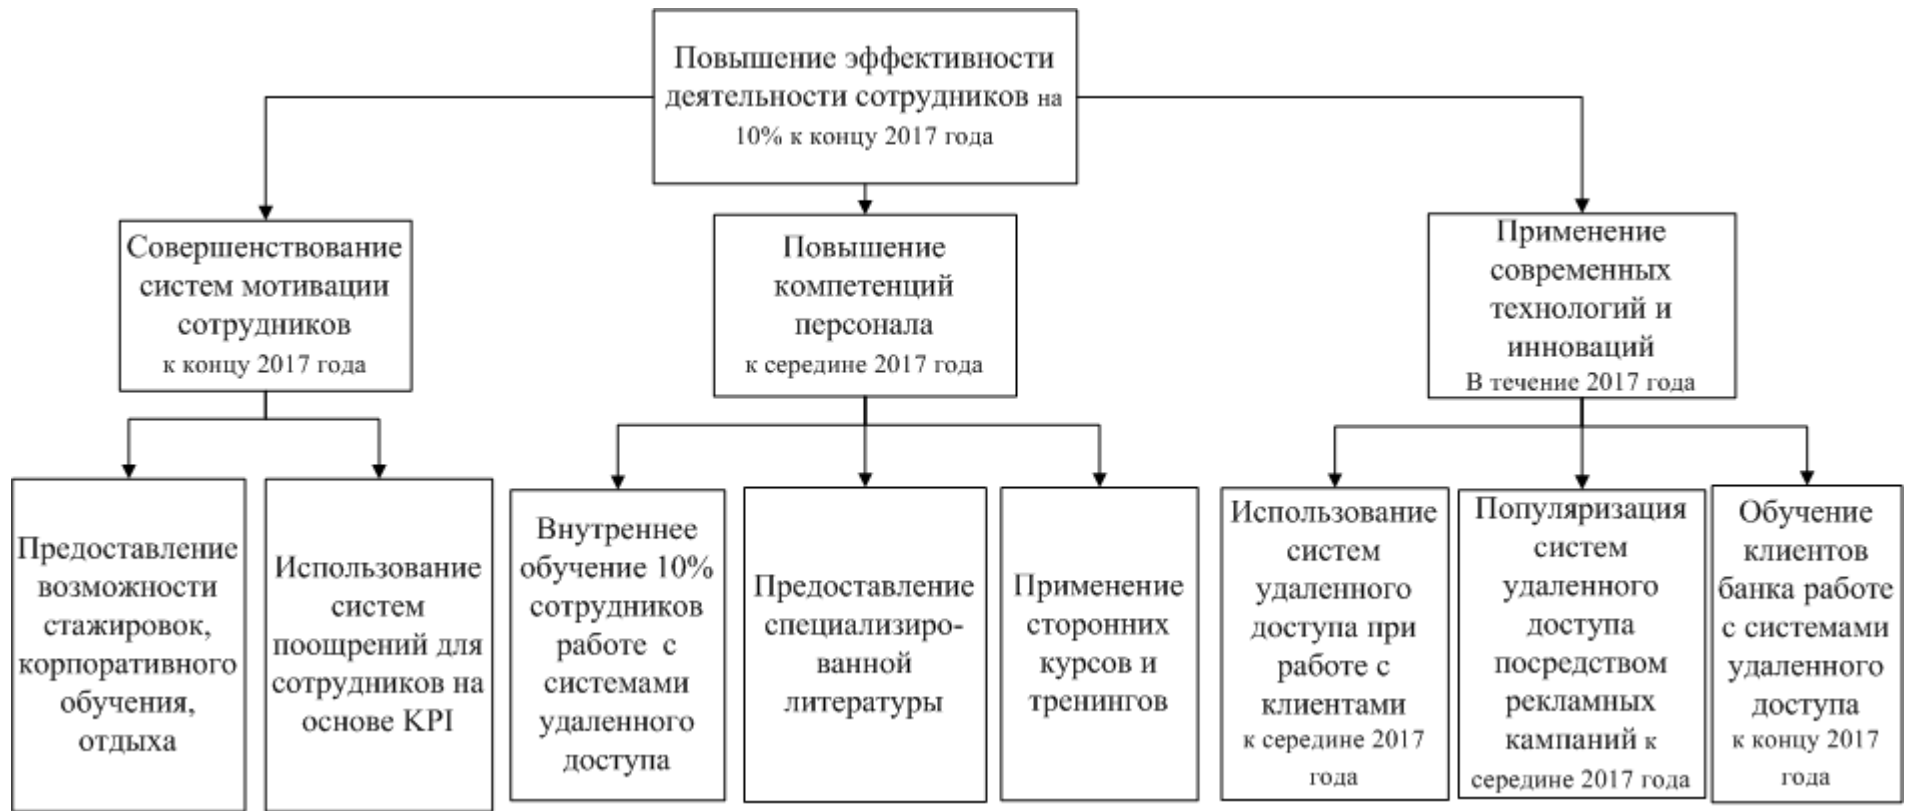 Повышение эффективности
деятельности сотрудников на
10% к концу 2017 года
Совершенствование
систем мотивации
сотрудников
к концу 2017 года
Повышение
компетенций
персонала
к середине 2017 года
Применение
современных
технологий и
инноваций
В течение 2017 года
Предоставление
возможности
стажировок,
корпоративного
обучения,
отдыха
Использование
систем
поощрений для
сотрудников на
основе KPI
Внутреннее
обучение 10%
сотрудников
работе с
системами
удаленного
доступа
Предоставление
специализиро-
ванной
литературы
Применение
сторонних
курсов и
тренингов
Использование
систем
удаленного
доступа при
работе с
клиентами
к середине 2017
года
Популяризация
систем
удаленного
доступа
посредством
рекламных
кампаний к
середине 2017 года
Обучение
клиентов
банка работе
с системами
удаленного
доступа
к концу 2017
года